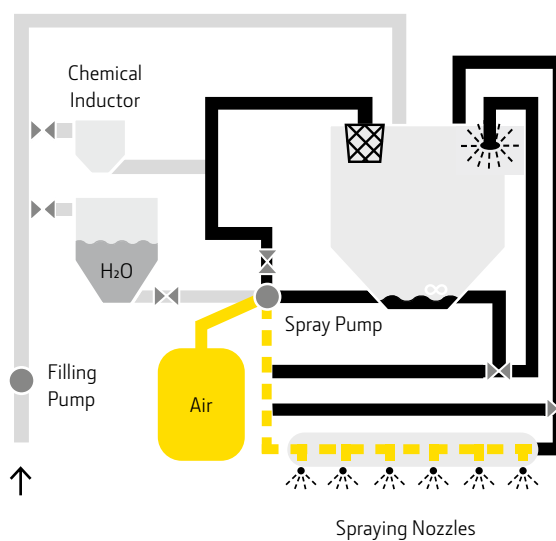 Chemical
Inductor
H₂O
Spray Pump
Filling
Pump
Air
Spraying Nozzles